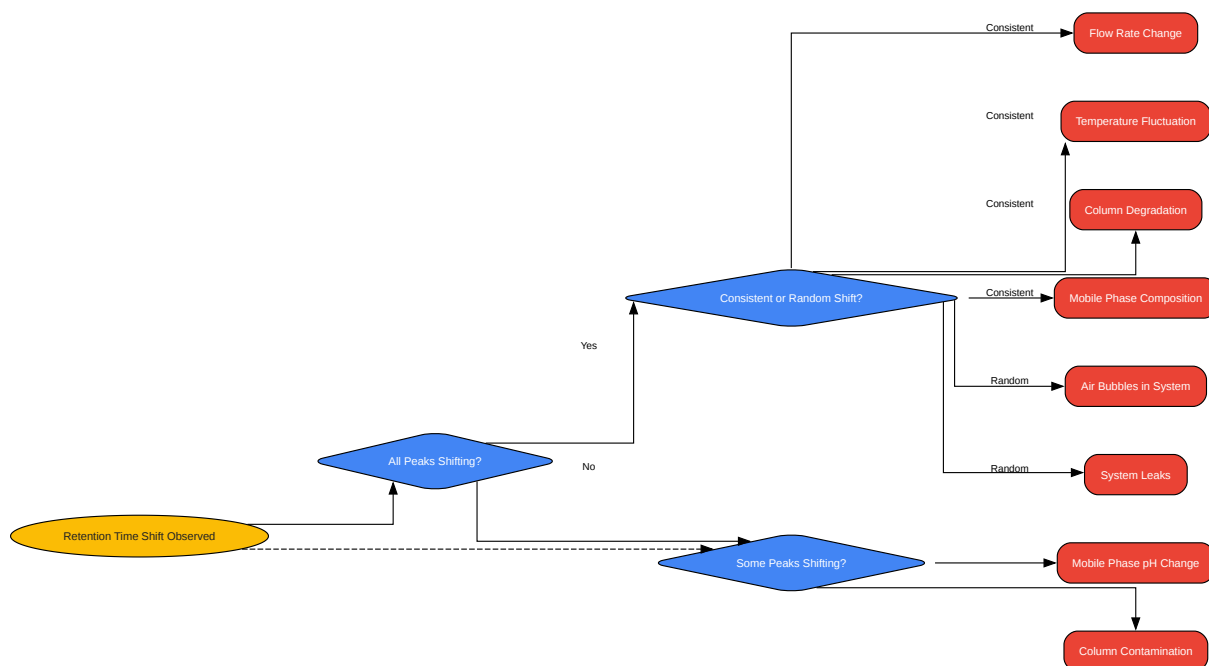 Consistent
Flow Rate Change
Consistent
Temperature Fluctuation
Consistent
Column Degradation
Consistent or Random Shift?
Consistent
Mobile Phase Composition
Yes
Random
Air Bubbles in System
All Peaks Shifting?
No
Random
System Leaks
Retention Time Shift Observed
Some Peaks Shifting?
Mobile Phase pH Change
Column Contamination